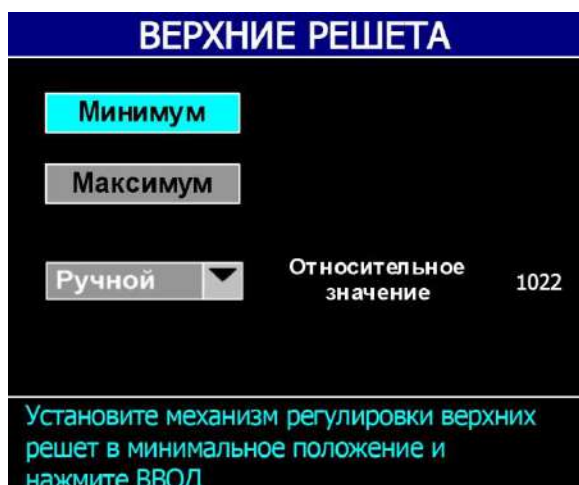 ВЕРХНИЕ РЕШЕТА
Минимум
Максимум
Ручной
Относительное
значение
1022
Установите механизм регулировки верхних
решет в минимальное положение и
нажмите ВВОД